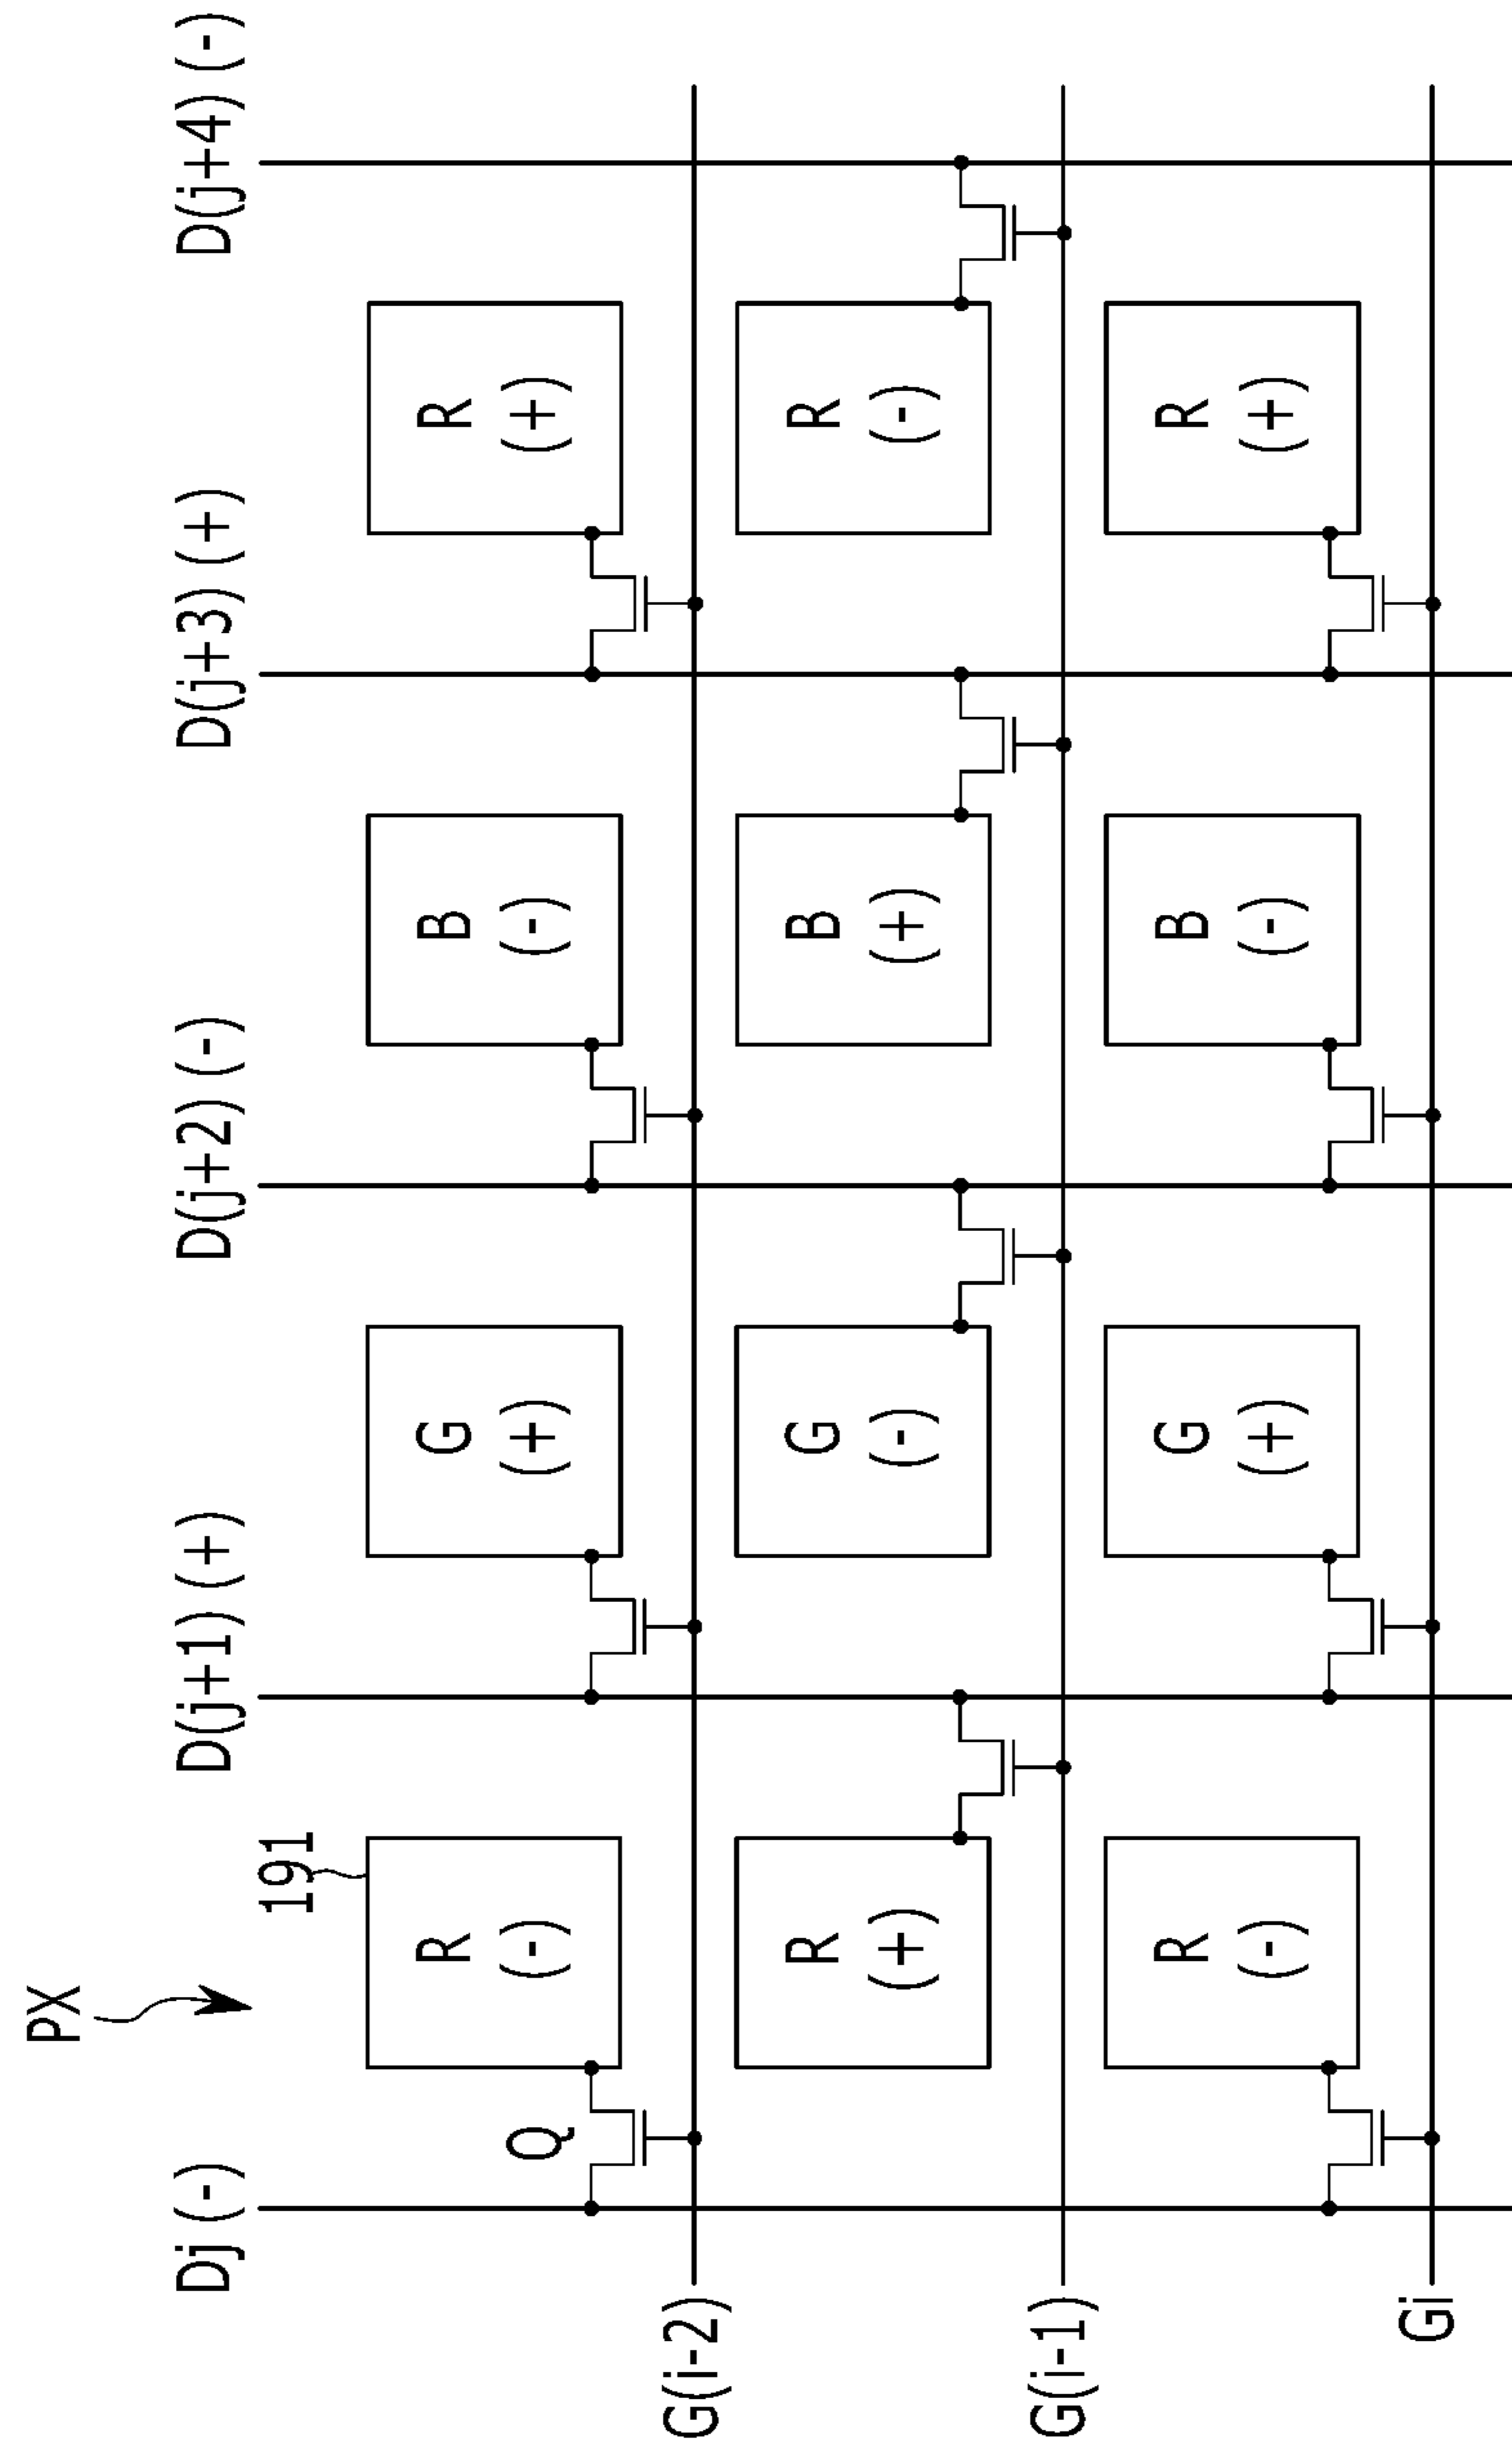 PX
191
Q
Dj (-)
D(j+1) (+)
D(j+2) (-)
D(j+3) (+)
D(j+4) (-)
R
(-)
G
(+)
B
(-)
R
(+)
G(i-2)
R
(+)
G
(-)
B
(+)
R
(-)
G(i-1)
R
(-)
G
(+)
B
(-)
R
(+)
Gi